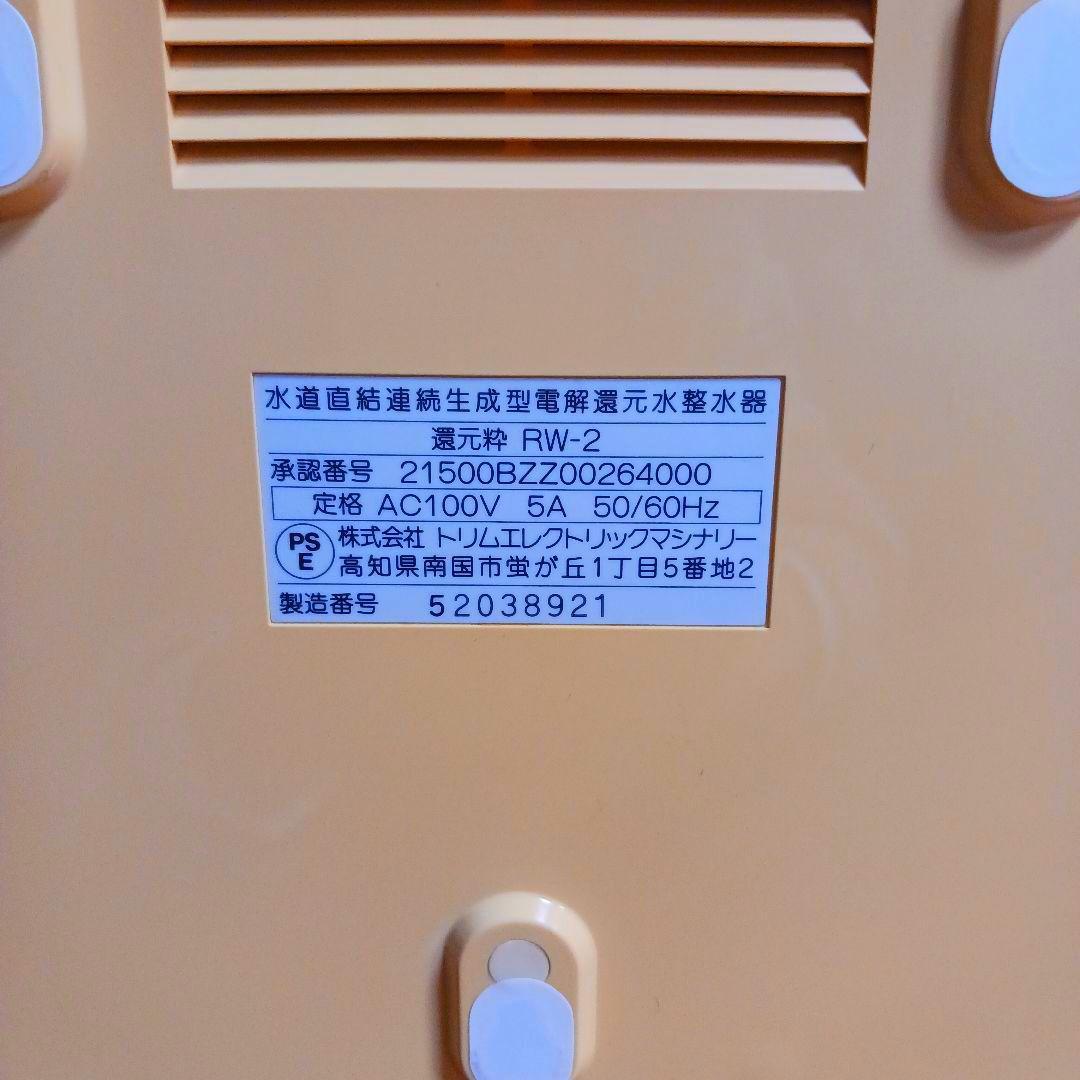 水道直結連続生成型電解還元水整水器
還元粋 RW-2
承認番号 21500BZZ00264000
定格 AC100V 5A 50/60Hz
PS
E
株式会社 トリムエレクトリックマシナリー
高知県南国市蛍が丘1丁目5番地2
製造番号 52038921